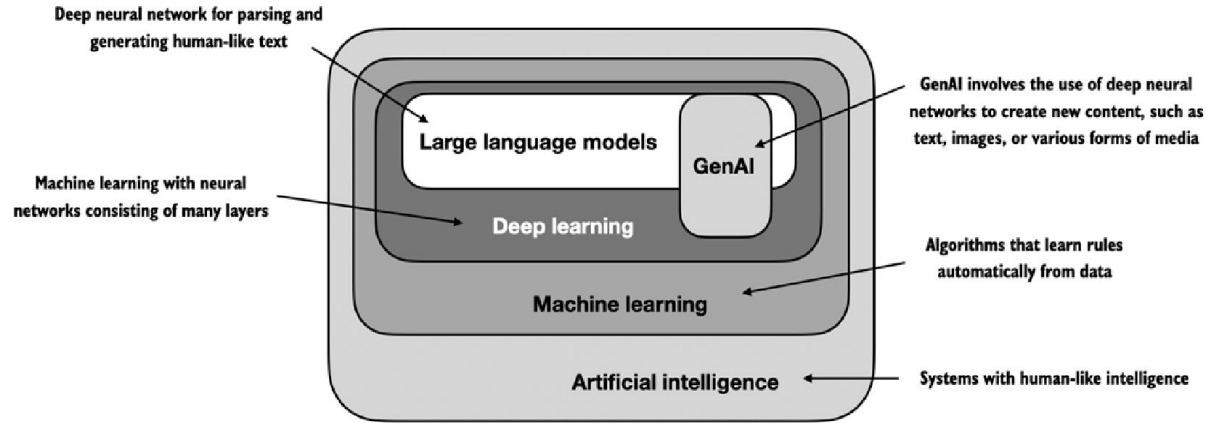 Deep neural network for parsing and
generating human-like text
GenAI involves the use of deep neural
networks to create new content, such as
text, images, or various forms of media
Large language models
GenAI
Machine learning with neural
networks consisting of many layers
Deep learning
Algorithms that learn rules
automatically from data
Machine learning
Artificial intelligence
Systems with human-like intelligence